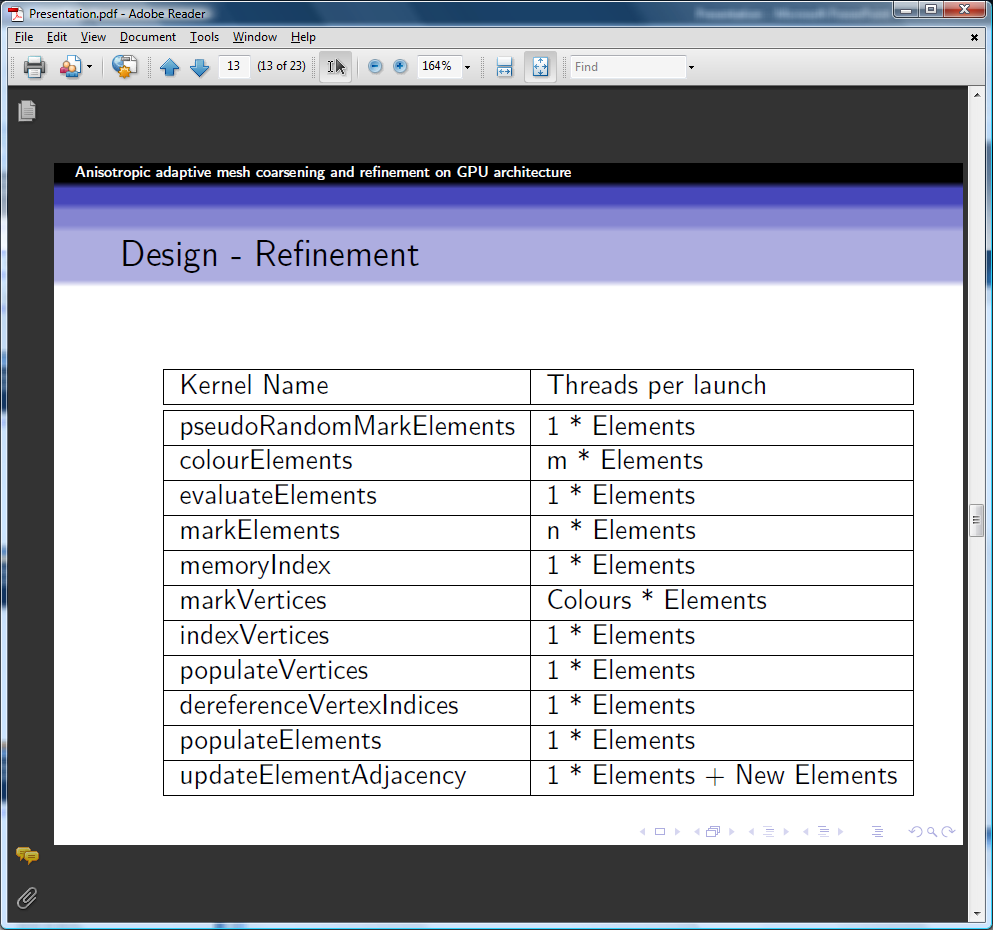 Presentation.pdf - Adobe Reader
File Edit View Document Tools Window Help
13 (13 of 23) 164% Find
Anisotropic adaptive mesh coarsening and refinement on GPU architecture
Design - Refinement
Kernel Name Threads per launch
pseudoRandomMarkElements 1 * Elements
colourElements m * Elements
evaluateElements 1 * Elements
markElements n * Elements
memoryIndex 1 * Elements
markVertices Colours * Elements
indexVertices 1 * Elements
populateVertices 1 * Elements
dereferenceVertexIndices 1 * Elements
populateElements 1 * Elements
updateElementAdjacency 1 * Elements + New Elements